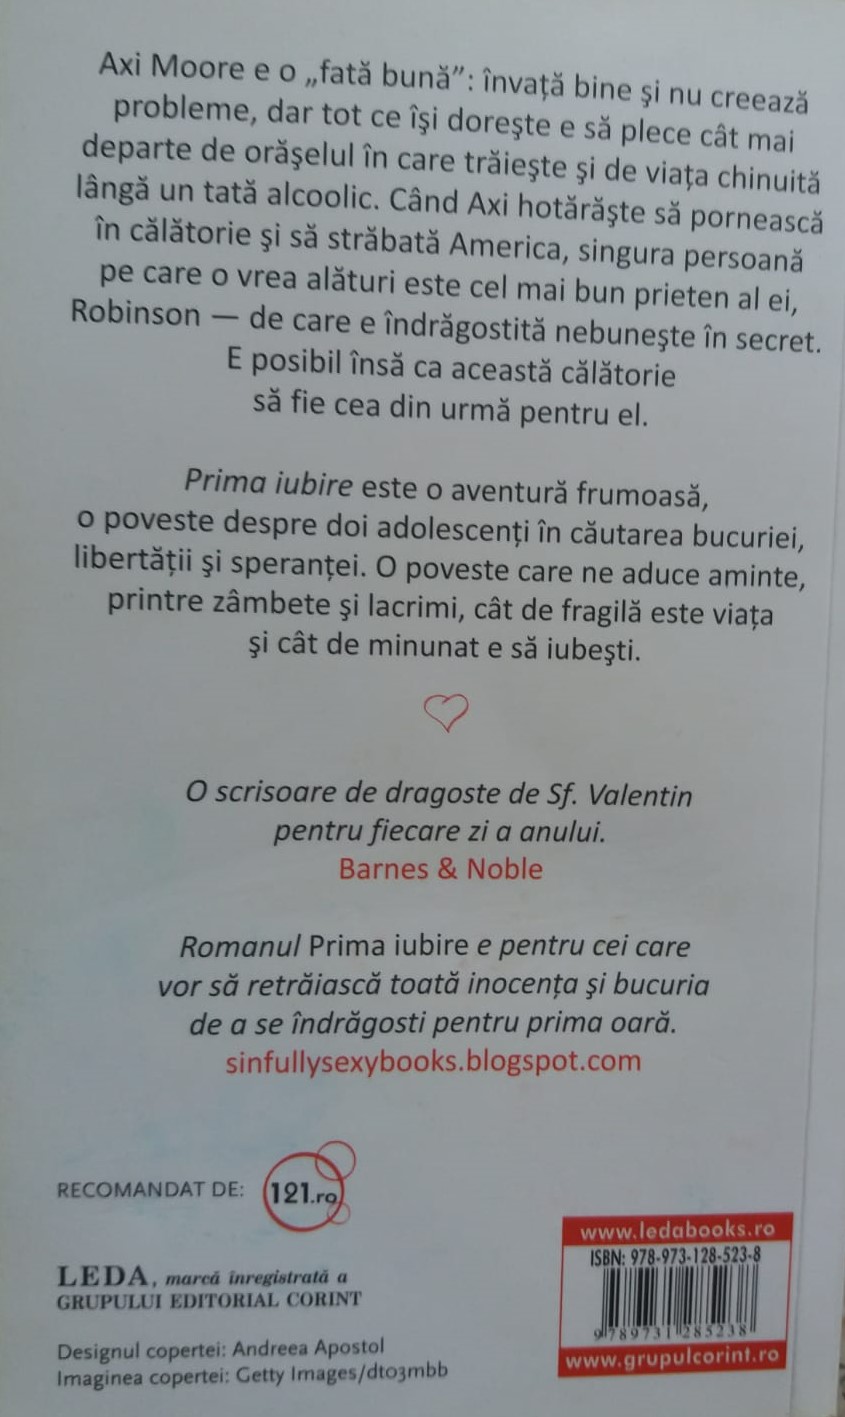 Axi Moore e o „fată bună”: învață bine și nu creează
probleme, dar tot ce își dorește e să plece cât mai
departe de orășelul în care trăiește și de viața chinuită
lângă un tată alcoolic. Când Axi hotărăște să pornească
în călătorie și să străbată America, singura persoană
pe care o vrea alături este cel mai bun prieten al ei,
Robinson — de care e îndrăgostită nebunește în secret.
E posibil însă ca această călătorie
să fie cea din urmă pentru el.
Prima iubire este o aventură frumoasă,
o poveste despre doi adolescenți în căutarea bucuriei,
libertății și speranței. O poveste care ne aduce aminte,
printre zâmbete și lacrimi, cât de fragilă este viața
și cât de minunat e să iubești.
O scrisoare de dragoste de Sf. Valentin
pentru fiecare zi a anului.
Barnes & Noble
Romanul Prima iubire e pentru cei care
vor să retrăiască toată inocența și bucuria
de a se îndrăgosti pentru prima oară.
sinfullysexybooks.blogspot.com
RECOMANDAT DE: 121.ro
LEDA, marcă înregistrată a
GRUPULUI EDITORIAL CORINT
Designul copertei: Andreea Apostol
Imaginea copertei: Getty Images/dto3mbb
www.ledabooks.ro
ISBN: 978-973-128-523-8
9 789731 285238
www.grupulcorint.ro